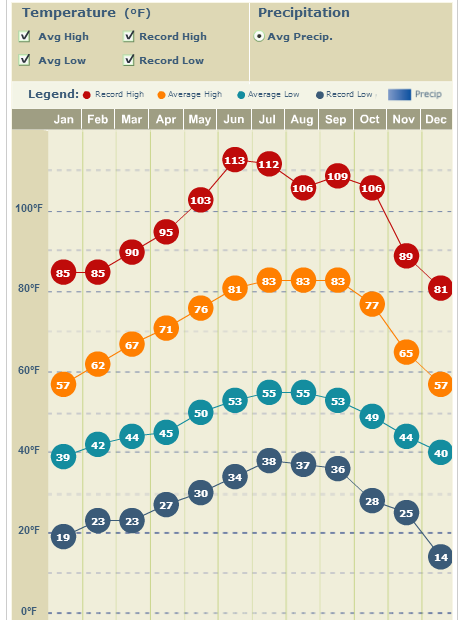 Temperature (°F) Precipitation
Avg High Record High Avg Precip.
Avg Low Record Low
Legend: Record High Average High Average Low Record Low Precip
Jan Feb Mar Apr May Jun Jul Aug Sep Oct Nov Dec
113 112
109
106 106
103
100°F
95
90 89
85 85
83 83 83
81 81
80°F
77
76
71
67
65
62
60°F
57 57
55 55
53 53
50 49
45
44 44
42
40°F
40
39
38 37 36
34
30
28
27
25
23 23
20°F
19
14
0°F